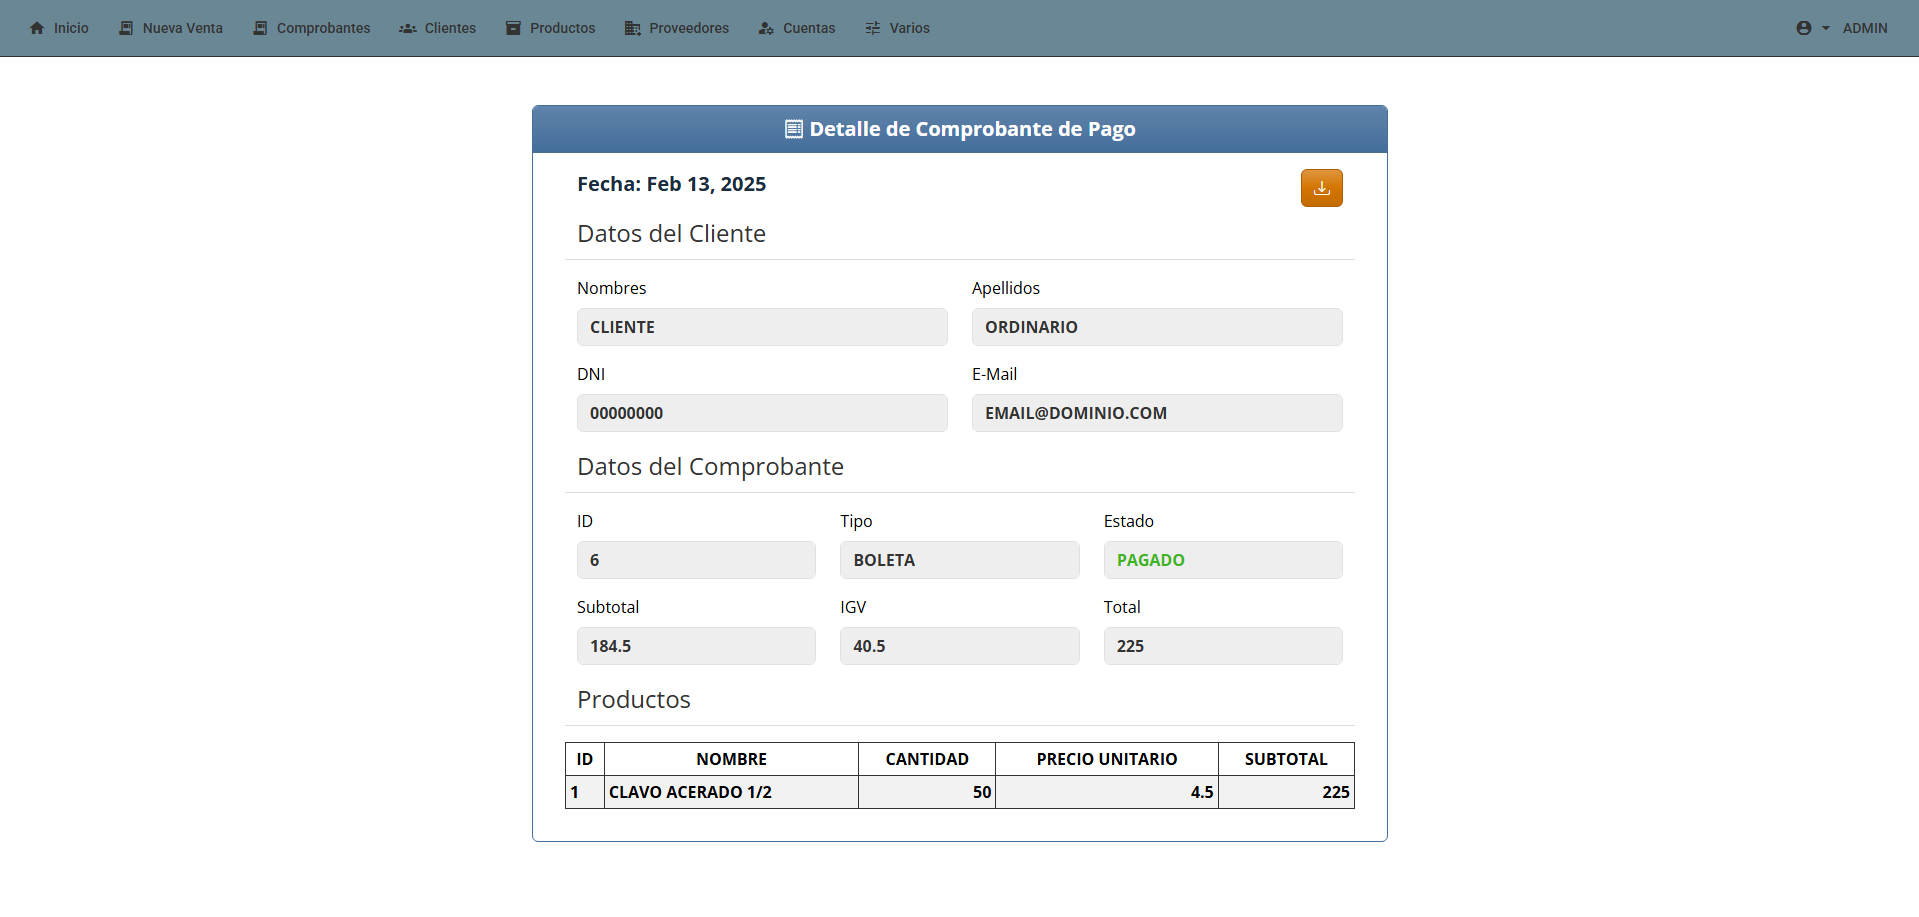 Inicio Nueva Venta Comprobantes Clientes Productos Proveedores Cuentas Varios ADMIN
Detalle de Comprobante de Pago
Fecha: Feb 13, 2025
Datos del Cliente
Nombres Apellidos
CLIENTE ORDINARIO
DNI E-Mail
00000000 EMAIL@DOMINIO.COM
Datos del Comprobante
ID Tipo Estado
6 BOLETA PAGADO
Subtotal IGV Total
184.5 40.5 225
Productos
ID NOMBRE CANTIDAD PRECIO UNITARIO SUBTOTAL
1 CLAVO ACERADO 1/2 50 4.5 225